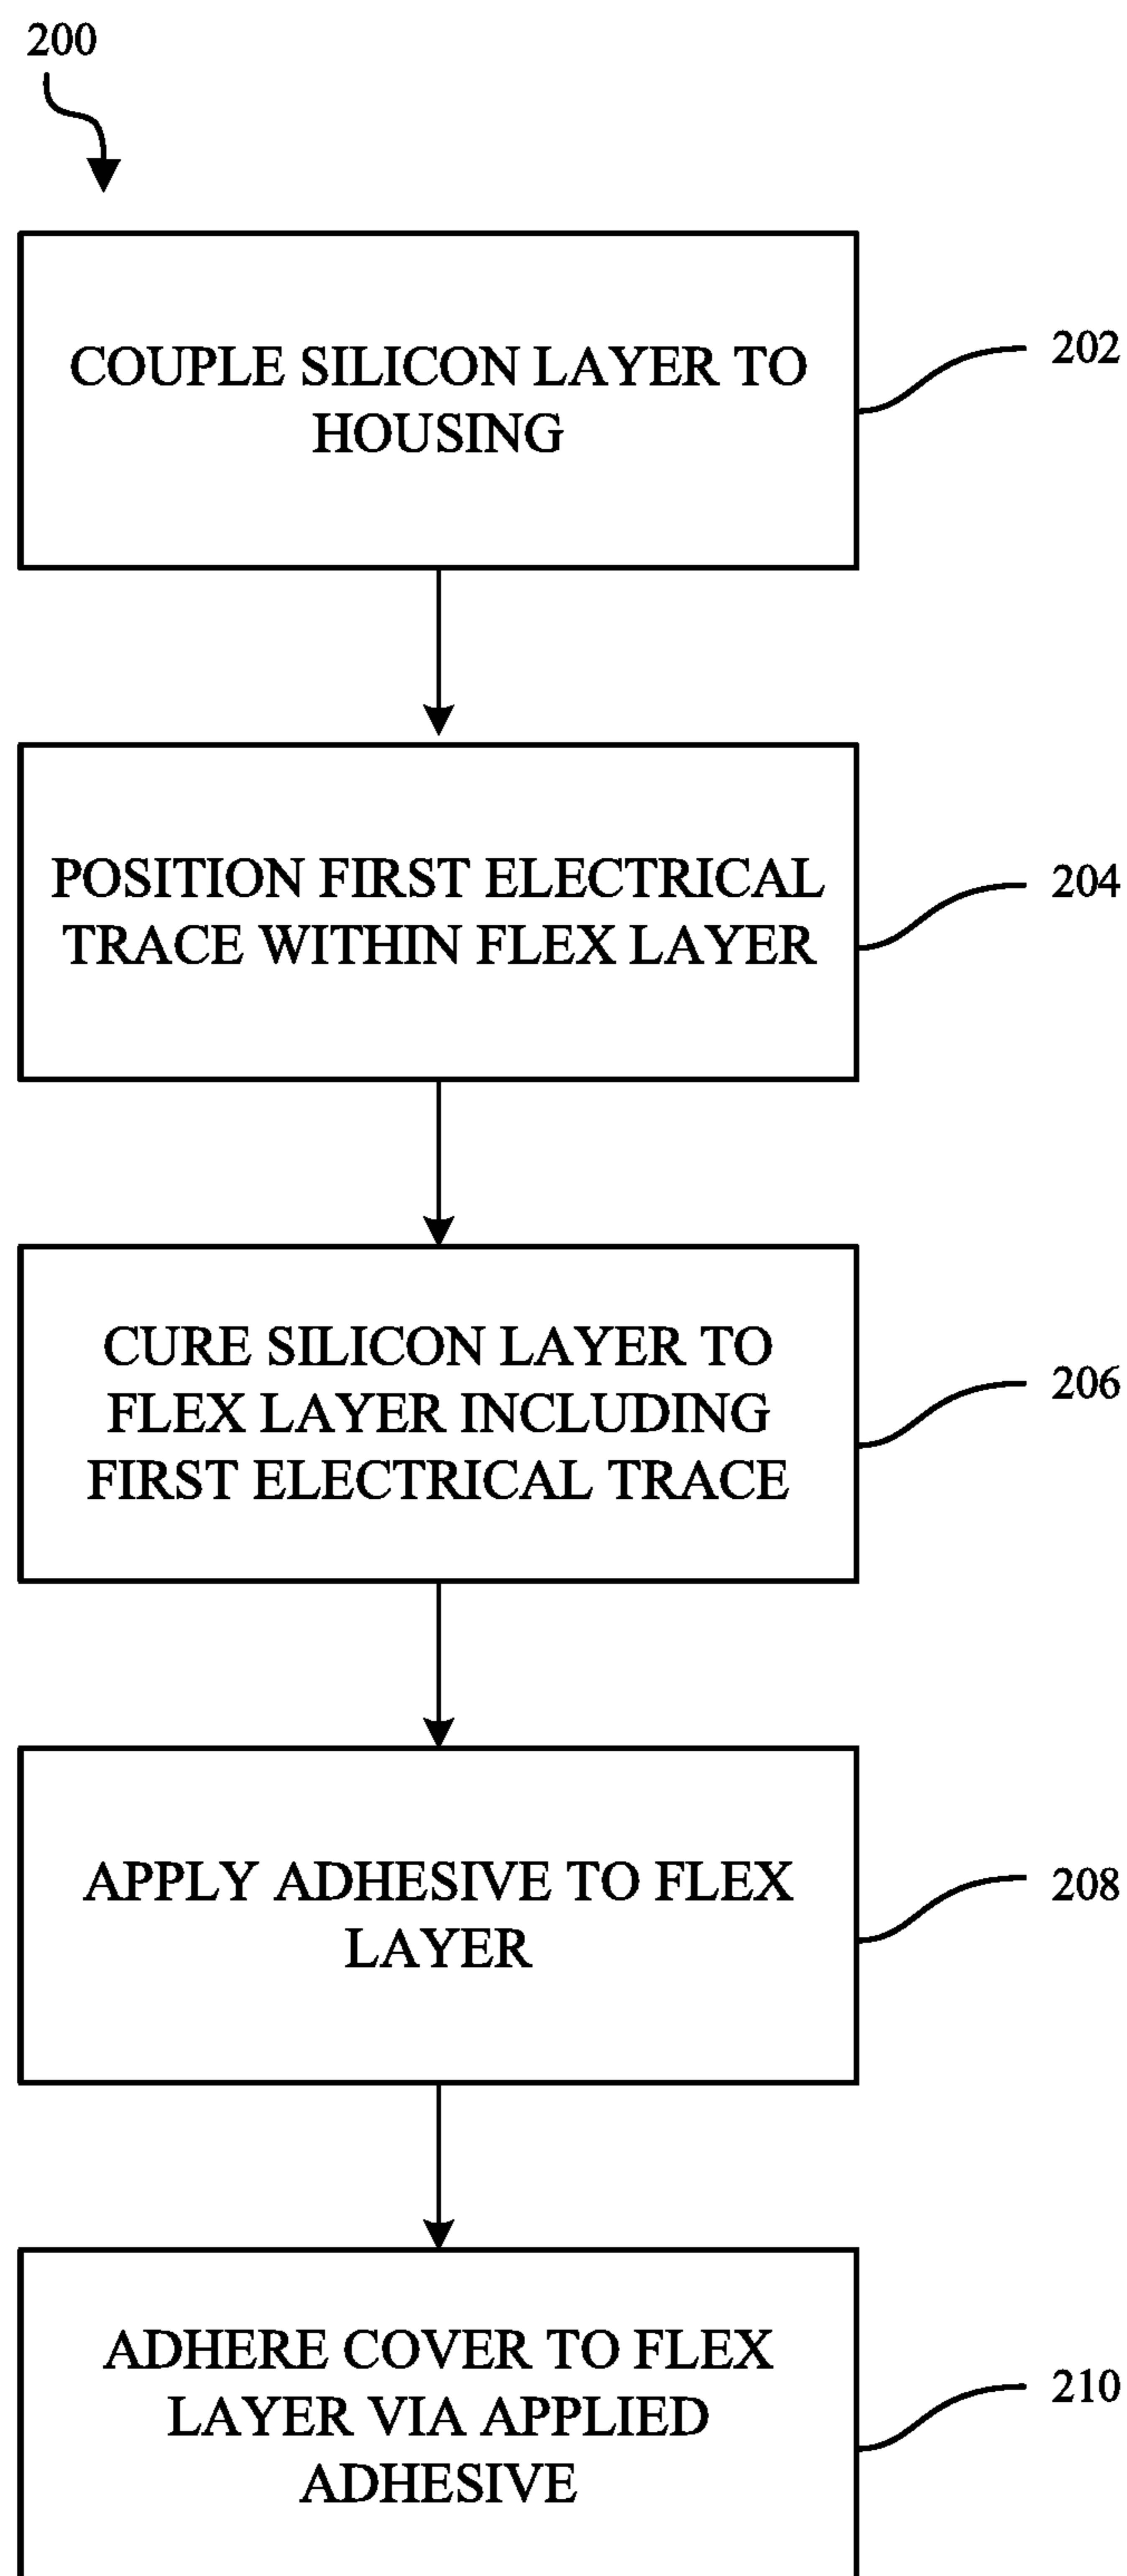 200
COUPLE SILICON LAYER TO
HOUSING
202
POSITION FIRST ELECTRICAL
TRACE WITHIN FLEX LAYER
204
CURE SILICON LAYER TO
FLEX LAYER INCLUDING
FIRST ELECTRICAL TRACE
206
APPLY ADHESIVE TO FLEX
LAYER
208
ADHERE COVER TO FLEX
LAYER VIA APPLIED
ADHESIVE
210